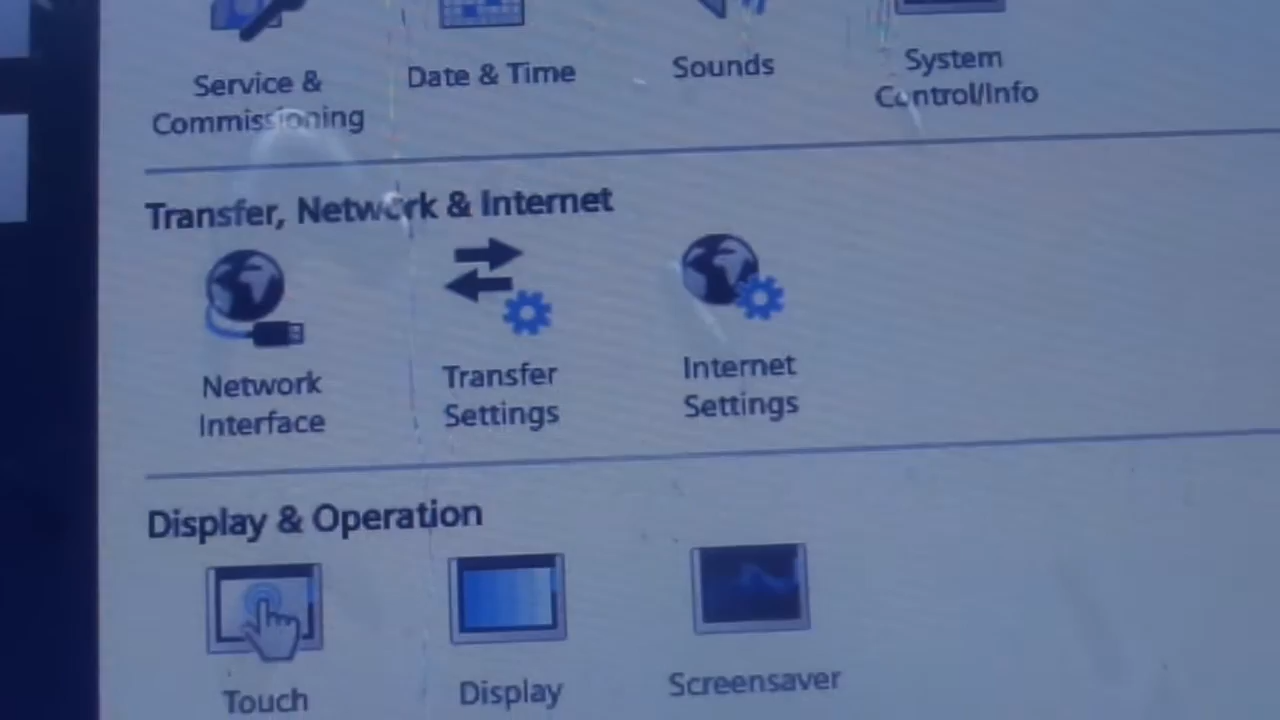 Service &
Commissioning
Date & Time
Sounds
System
Control/Info
Transfer, Network & Internet
Network
Interface
Transfer
Settings
Internet
Settings
Display & Operation
Touch
Display
Screensaver